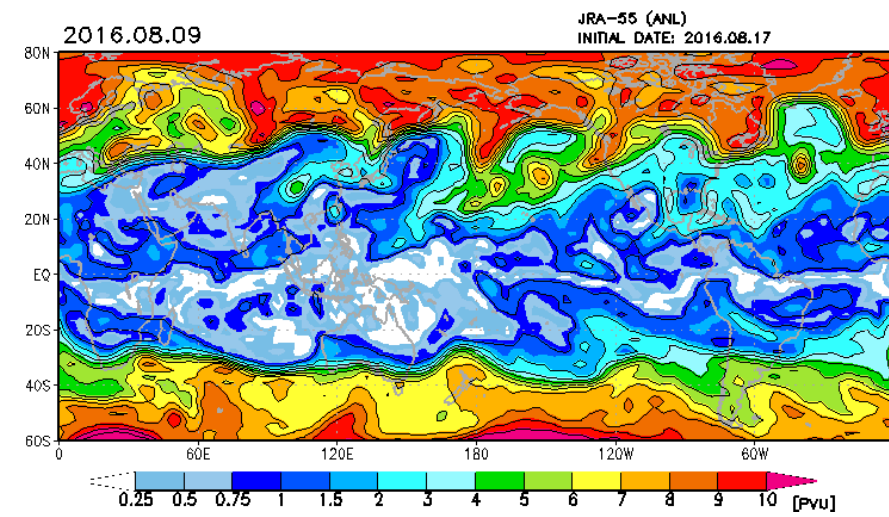 2016.08.09
JRA-55 (ANL)
INITIAL DATE: 2016.08.17
80N
60N
40N
20N
EQ
20S
40S
60S
0 60E 120E 180 120W 60W
0.25 0.5 0.75 1 1.5 2 3 4 5 6 7 8 9 10 [PVU]